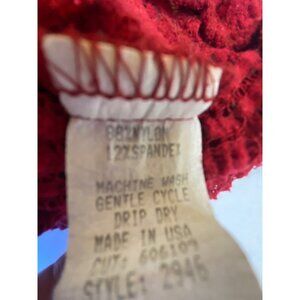 88%NYLON
12%SPANDEX
MACHINE WASH
GENTLE CYCLE
DRIP DRY
MADE IN USA
CUT:
STYLE: 2946